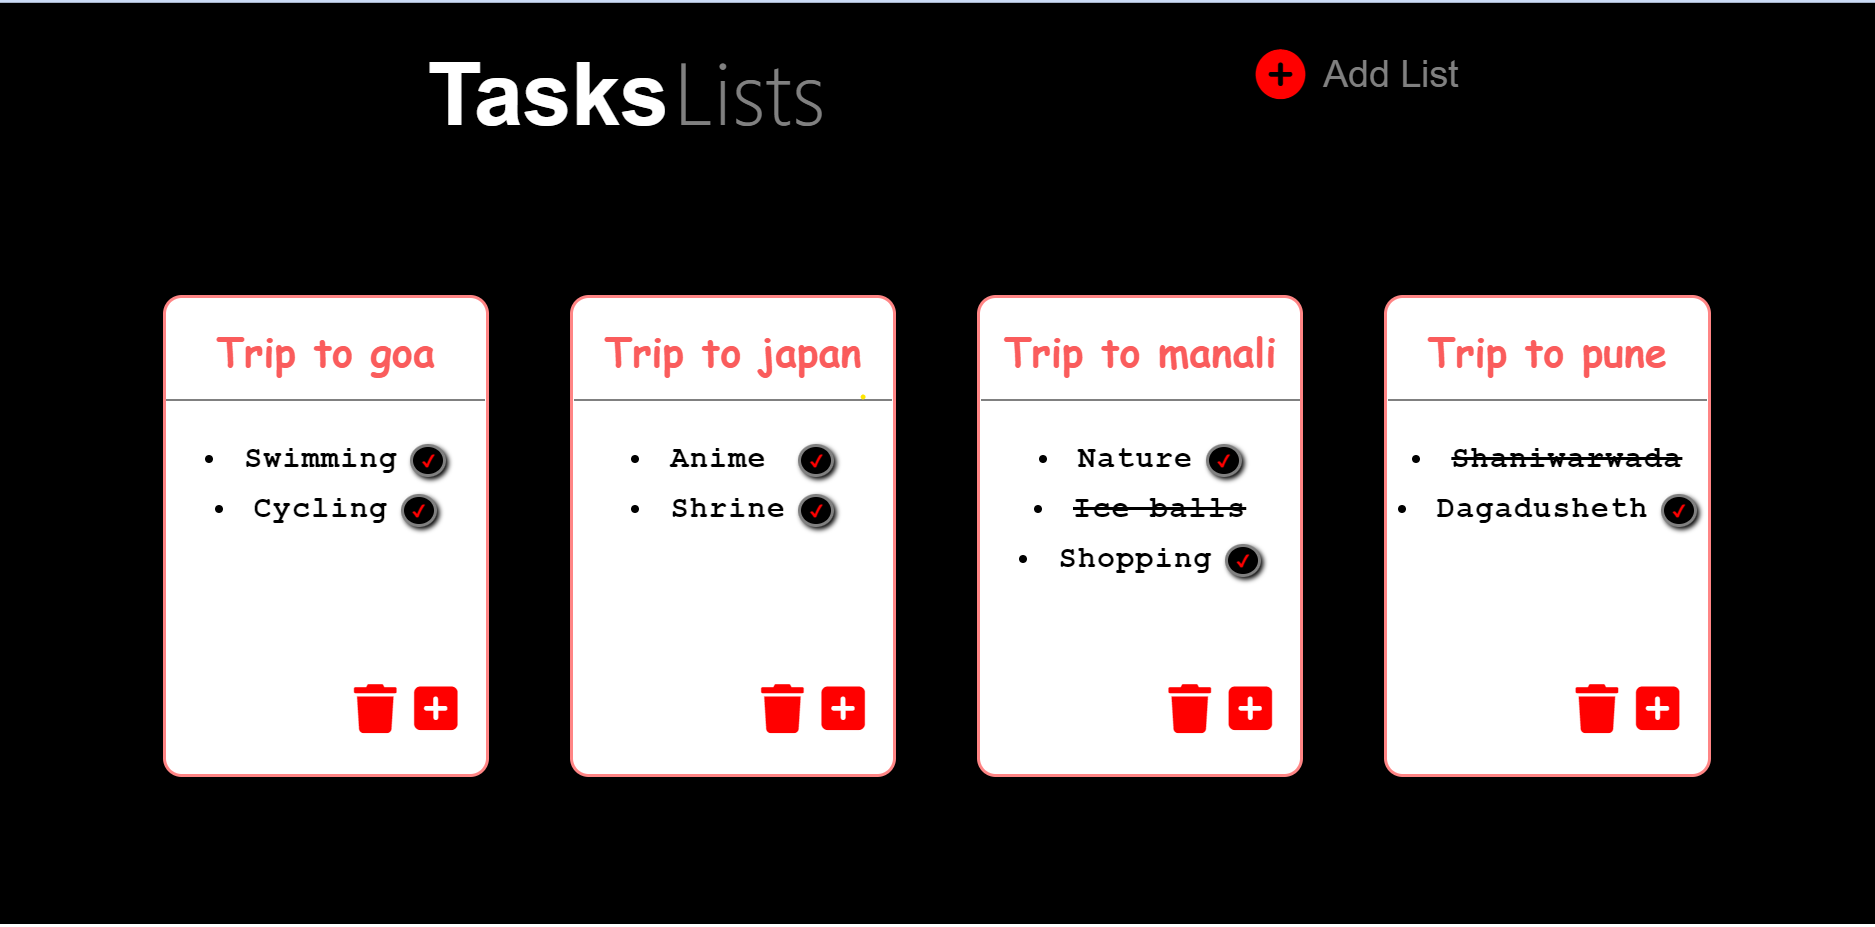 Tasks Lists
Add List
Trip to goa
Swimming
Cycling
Trip to japan
Anime
Shrine
Trip to manali
Nature
Ice balls
Shopping
Trip to pune
Shaniwarwada
Dagadusheth